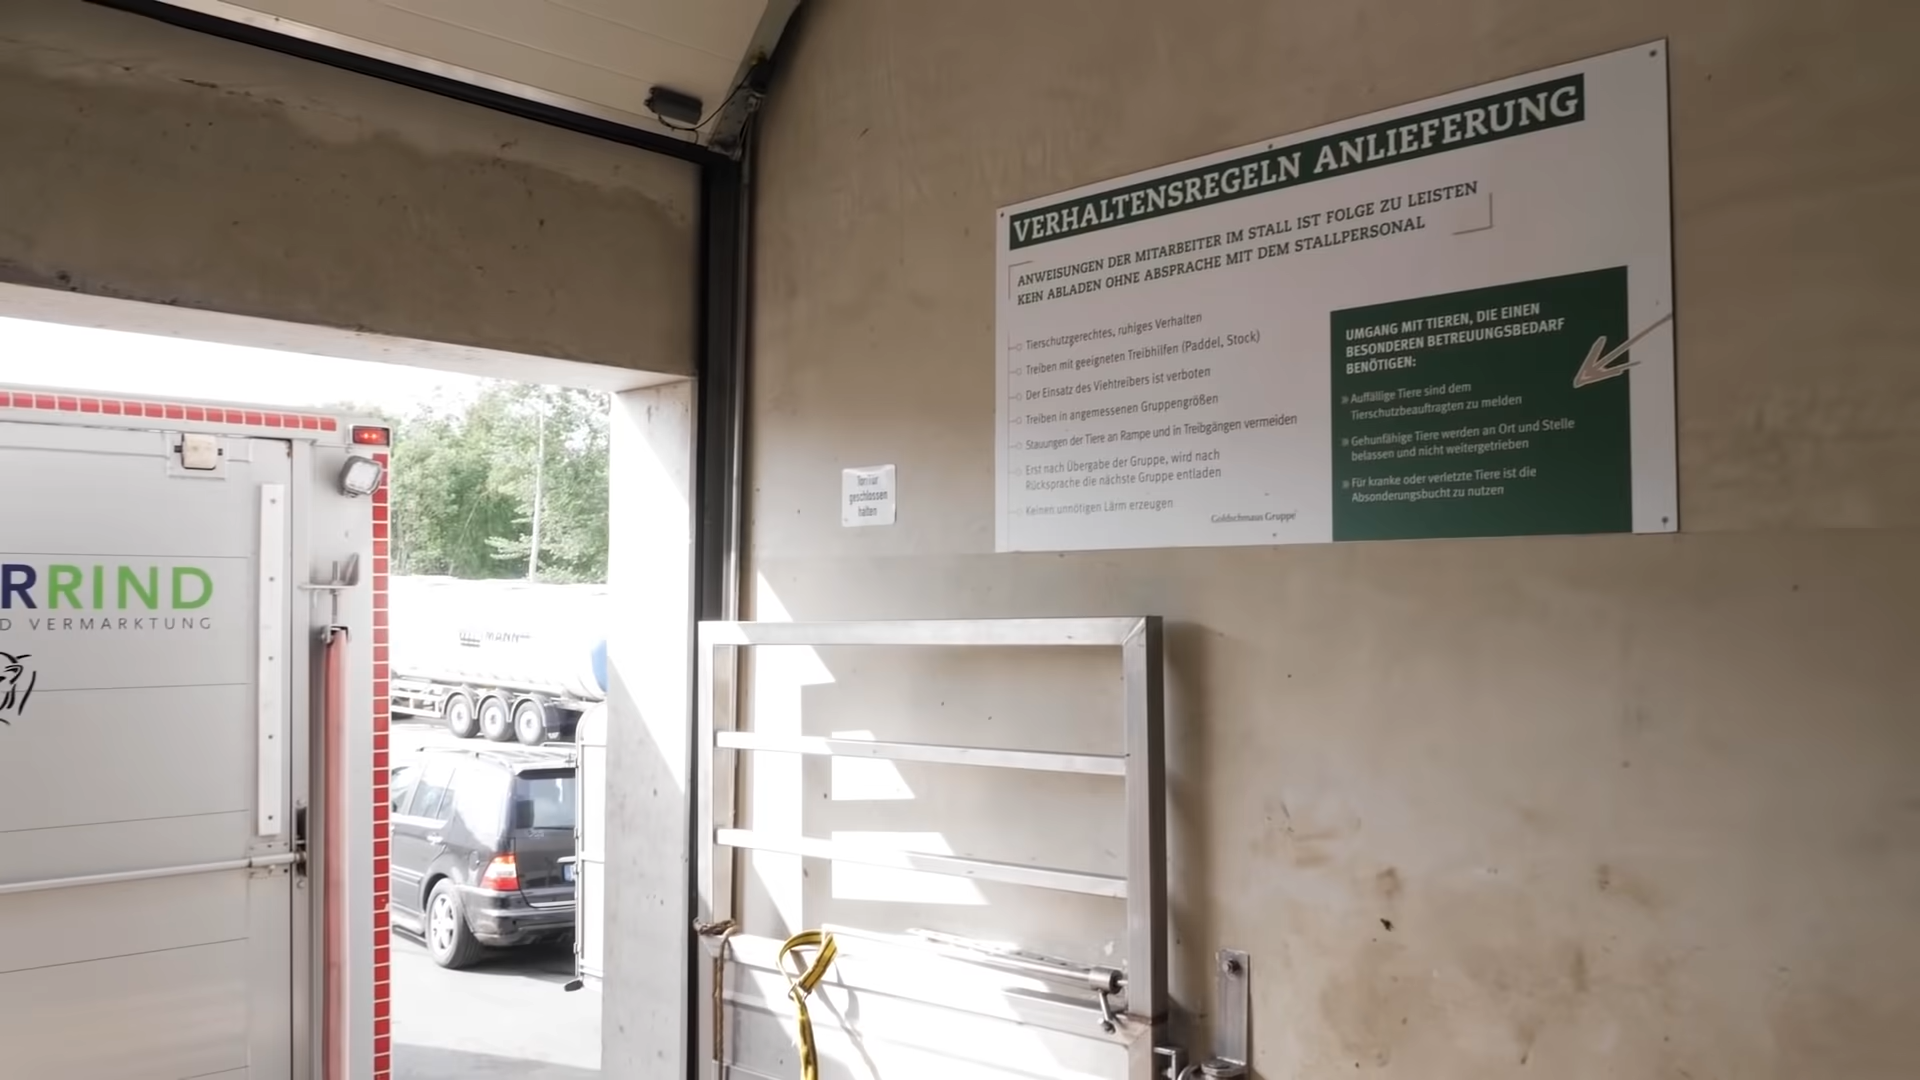 VERHALTENSREGELN ANLIEFERUNG
ANWEISUNGEN DER MITARBEITER IM STALL IST FOLGE ZU LEISTEN
KEIN ABLADEN OHNE ABSPRACHE MIT DEM STALLPERSONAL
Tierschutzgerechtes, ruhiges Verhalten
Treiben mit geeigneten Treibhilfen (Paddel, Stock)
Der Einsatz des Viehtreibers ist verboten
Treiben in angemessenen Gruppengrößen
Stauungen der Tiere an Rampe und in Treibgängen vermeiden
Erst nach Übergabe der Gruppe, wird nach
Rücksprache die nächste Gruppe entladen
Keinen unnötigen Lärm erzeugen
Goldschmaus Gruppe
UMGANG MIT TIEREN, DIE EINEN
BESONDEREN BETREUUNGSBEDARF
BENÖTIGEN:
» Auffällige Tiere sind dem
Tierschutzbeauftragten zu melden
» Gehunfähige Tiere werden an Ort und Stelle
belassen und nicht weitergetrieben
» Für kranke oder verletzte Tiere ist die
Absonderungsbucht zu nutzen
geschlossen
halten
RRIND
D VERMARKTUNG